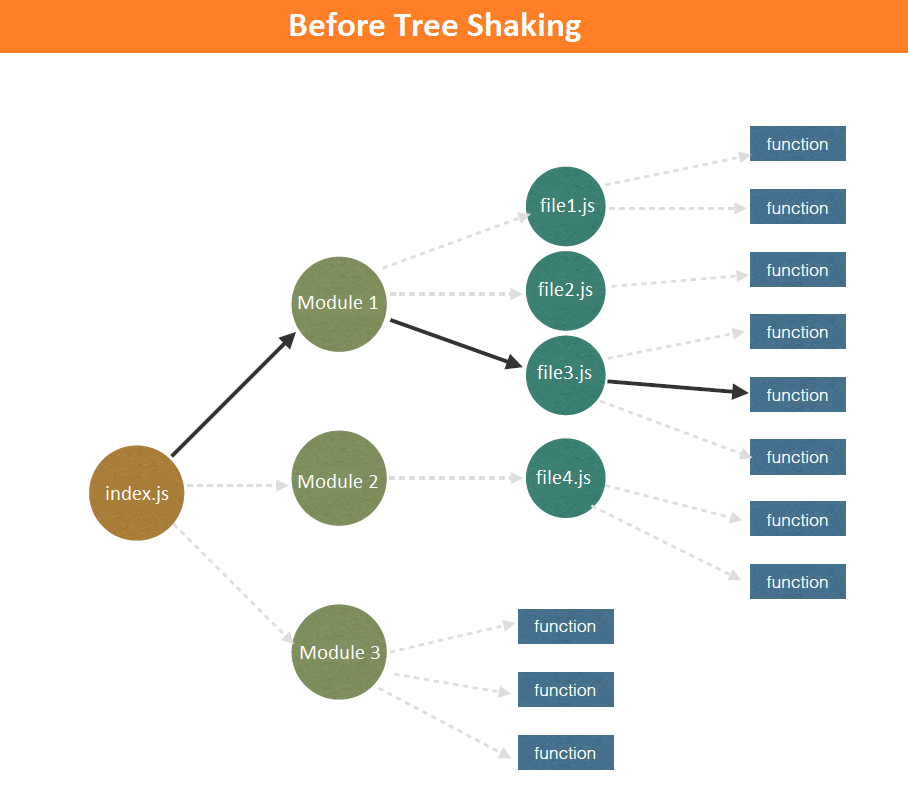 Before Tree Shaking
function
file1.js
function
function
file2.js
Module 1
function
file3.js
function
function
file4.js
Module 2
index.js
function
function
function
Module 3
function
function